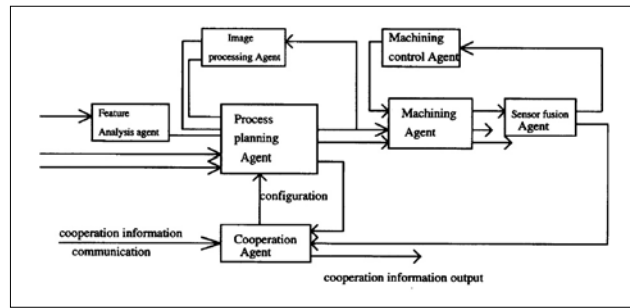 Image
processing Agent
Machining
control Agent
Feature
Analysis agent
Process
planning
Agent
Machining
Agent
Sensor fusion
Agent
configuration
cooperation information
communication
Cooperation
Agent
cooperation information output